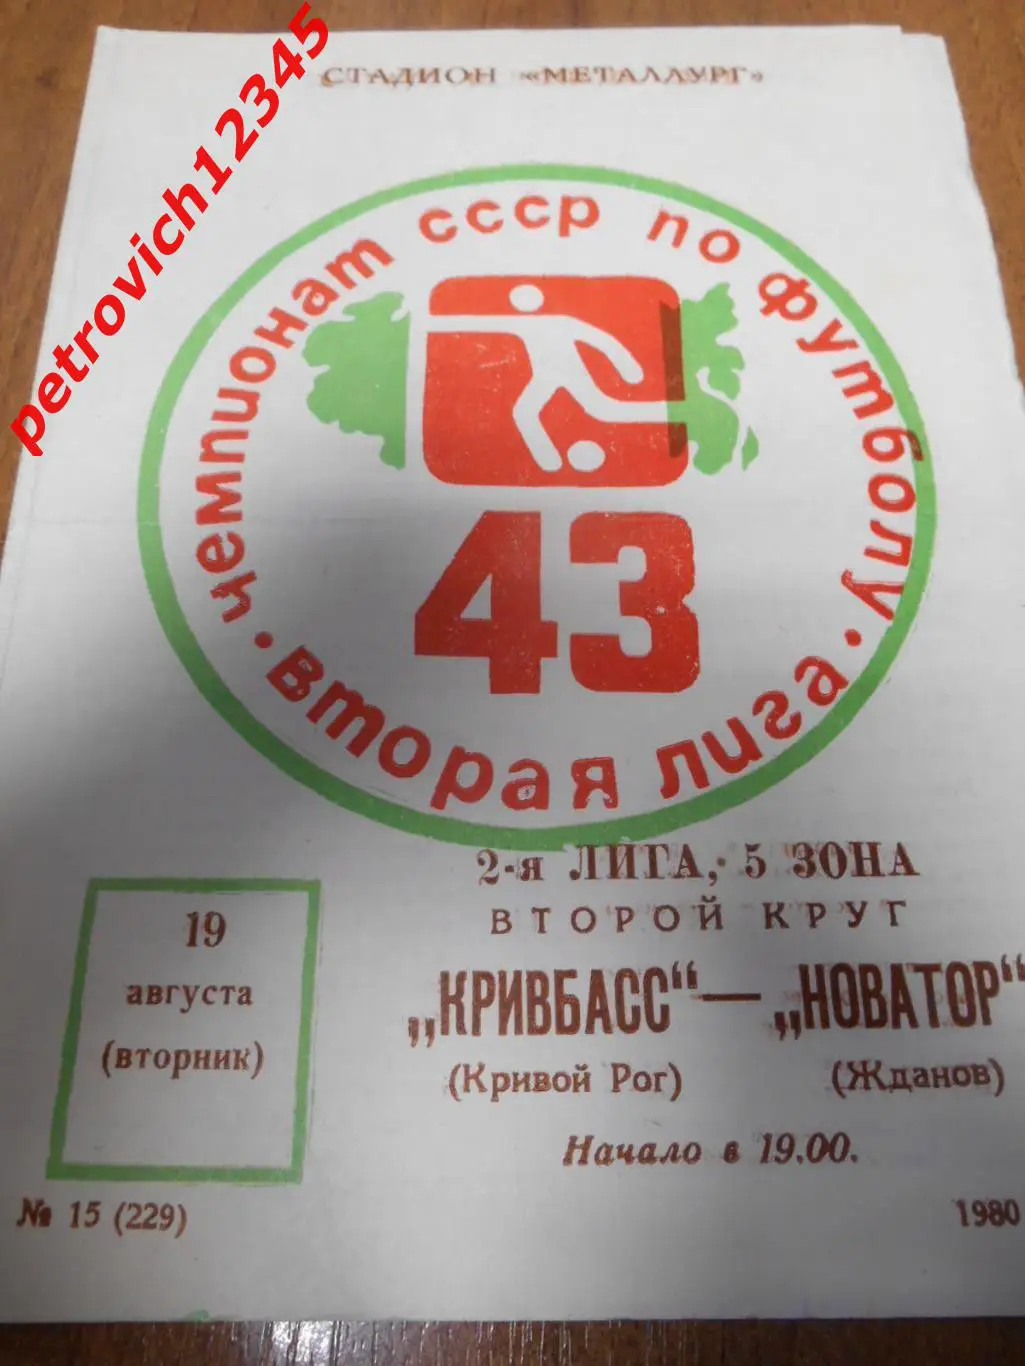 petrovich12345
СТАДИОН «МЕТАЛЛУРГ»
чемпионат СССР по футболу
43
• вторая лига •
2-я ЛИГА, 5 ЗОНА
ВТОРОЙ КРУГ
19
августа
(вторник)
„КРИВБАСС“ — „НОВАТОР“
(Кривой Рог) (Жданов)
Начало в 19.00.
№ 15 (229)
1980